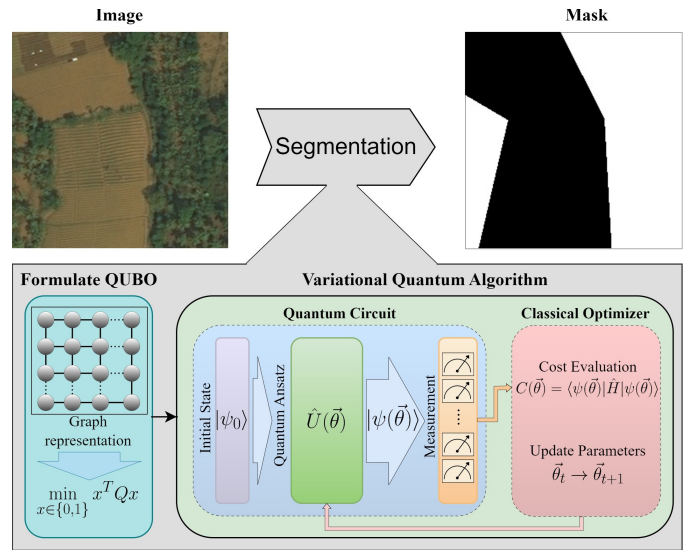 Image
Mask
Segmentation
Formulate QUBO
Variational Quantum Algorithm
Graph
representation
min x^T Qx
x∈{0,1}
Quantum Circuit
Initial State
|ψ₀⟩
Quantum Ansatz
Û(θ⃗)
|ψ(θ⃗)⟩
Measurement
Classical Optimizer
Cost Evaluation
C(θ⃗) = ⟨ψ(θ⃗)|Ĥ|ψ(θ⃗)⟩
Update Parameters
θ⃗ₜ → θ⃗ₜ₊₁